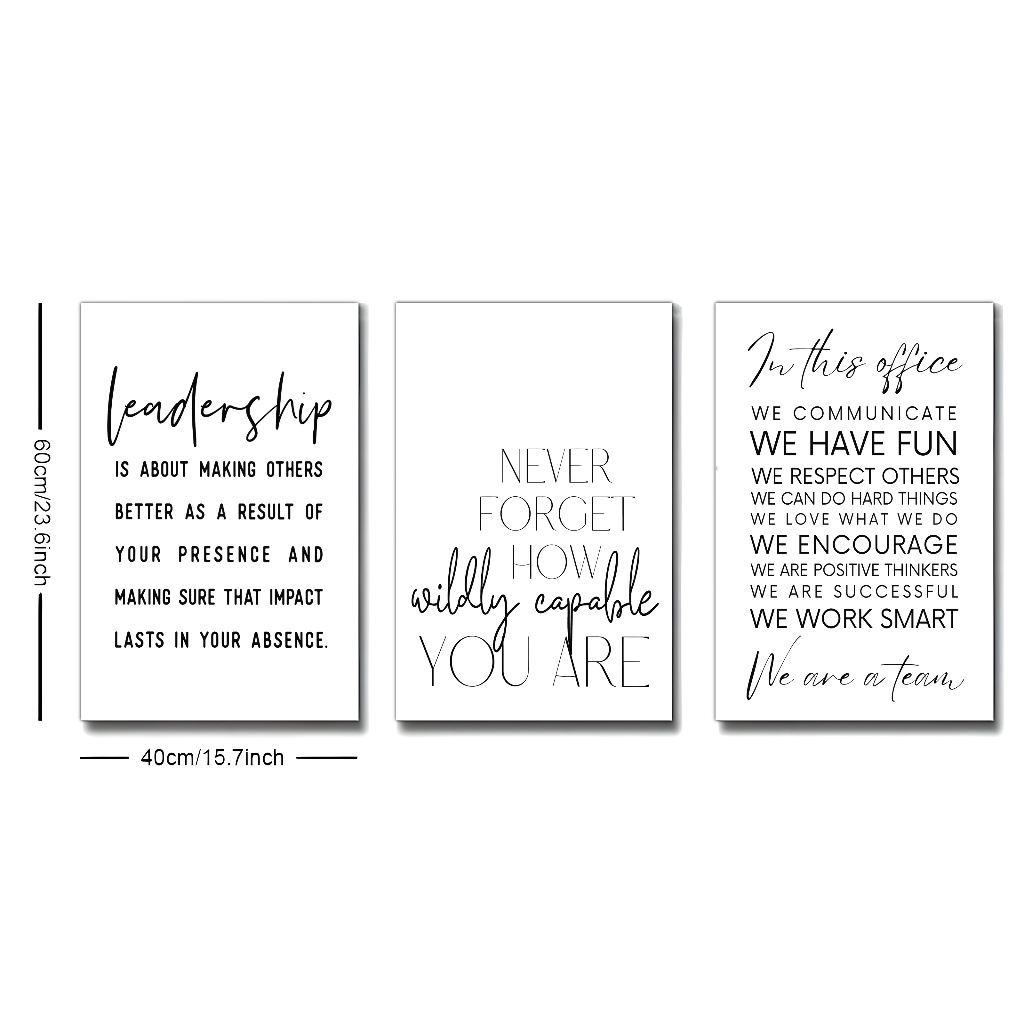 leadership
IS ABOUT MAKING OTHERS
BETTER AS A RESULT OF
YOUR PRESENCE AND
MAKING SURE THAT IMPACT
LASTS IN YOUR ABSENCE.
NEVER
FORGET
HOW
wildly capable
YOU ARE
In this office
WE COMMUNICATE
WE HAVE FUN
WE RESPECT OTHERS
WE CAN DO HARD THINGS
WE LOVE WHAT WE DO
WE ENCOURAGE
WE ARE POSITIVE THINKERS
WE ARE SUCCESSFUL
WE WORK SMART
We are a team
60cm/23.6inch
40cm/15.7inch